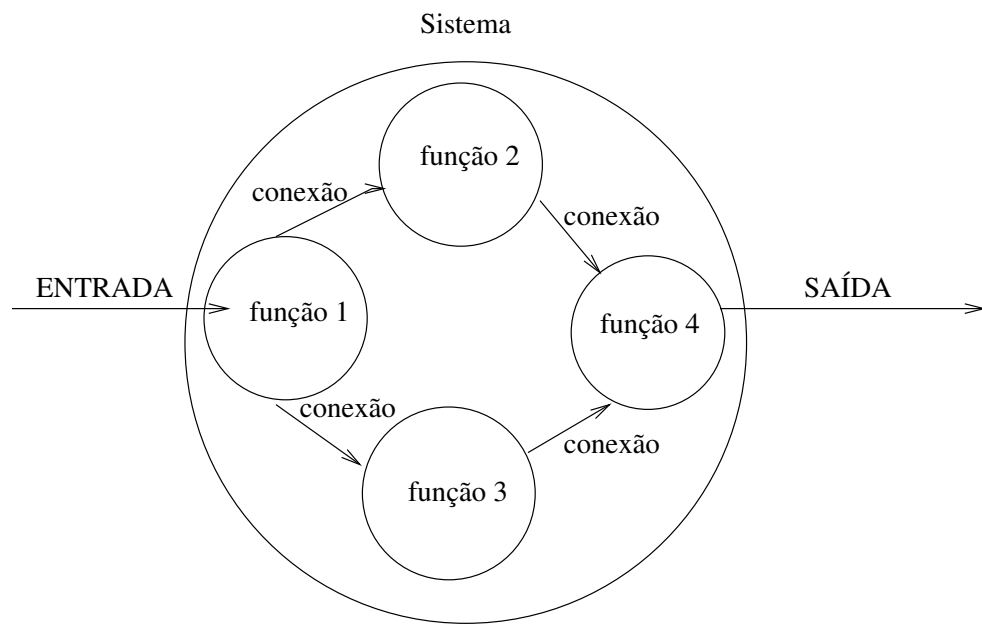 Sistema
função 2
conexão
conexão
ENTRADA
função 1
SAÍDA
função 4
conexão
conexão
função 3